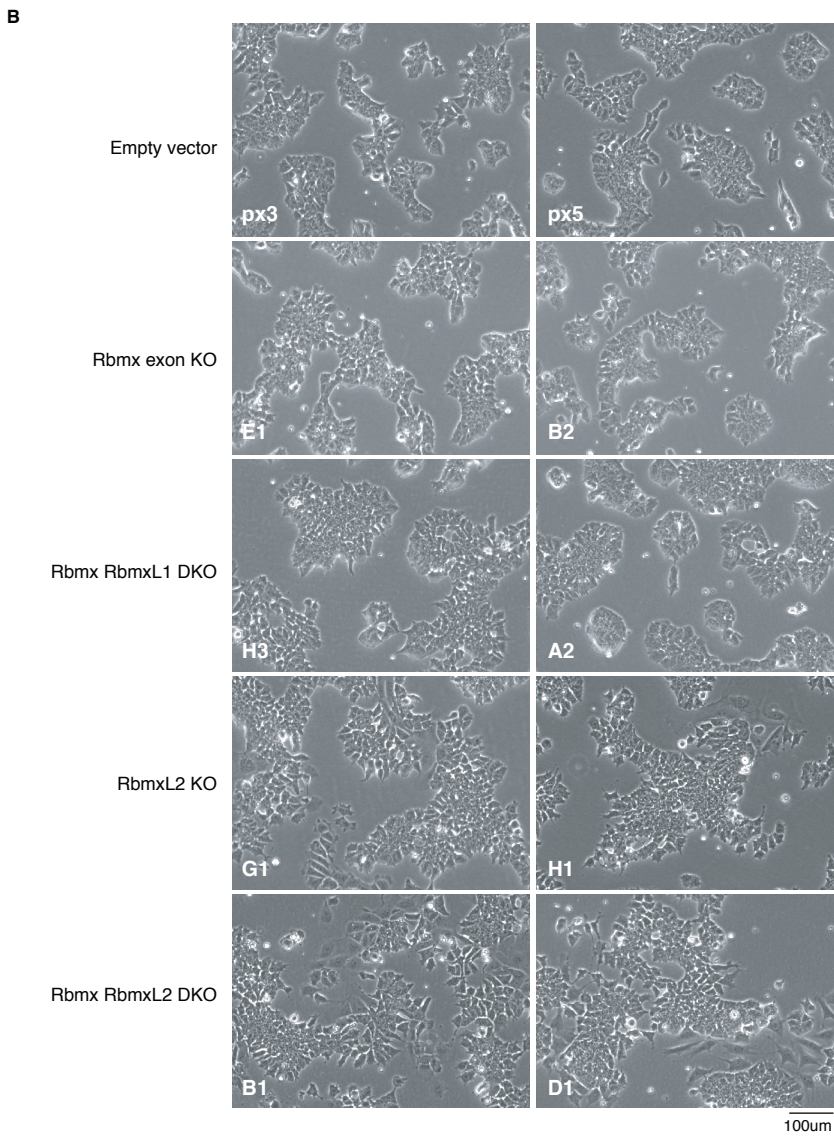 B
Empty vector
px3
px5
Rbmx exon KO
E1
B2
Rbmx RbmxL1 DKO
H3
A2
RbmxL2 KO
G1
H1
Rbmx RbmxL2 DKO
B1
D1
100um